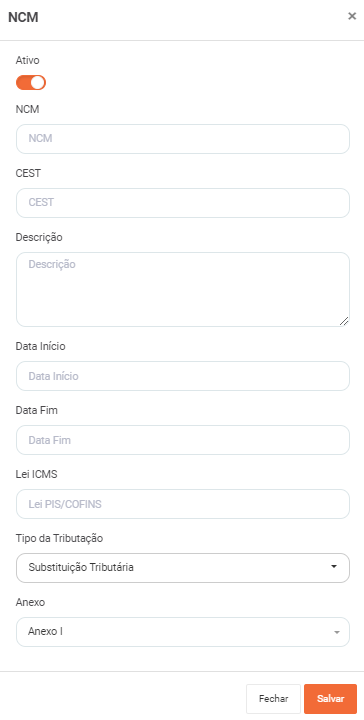 NCM ×
Ativo
NCM
NCM
CEST
CEST
Descrição
Descrição
Data Início
Data Início
Data Fim
Data Fim
Lei ICMS
Lei PIS/COFINS
Tipo da Tributação
Substituição Tributária
Anexo
Anexo I
Fechar Salvar